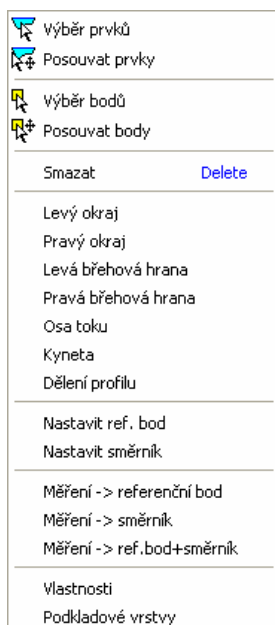 Výběr prvků
Posouvat prvky
Výběr bodů
Posouvat body
Smazat Delete
Levý okraj
Pravý okraj
Levá břehová hrana
Pravá břehová hrana
Osa toku
Kyneta
Dělení profilu
Nastavit ref. bod
Nastavit směrník
Měření -> referenční bod
Měření -> směrník
Měření -> ref.bod+směrník
Vlastnosti
Podkladové vrstvy